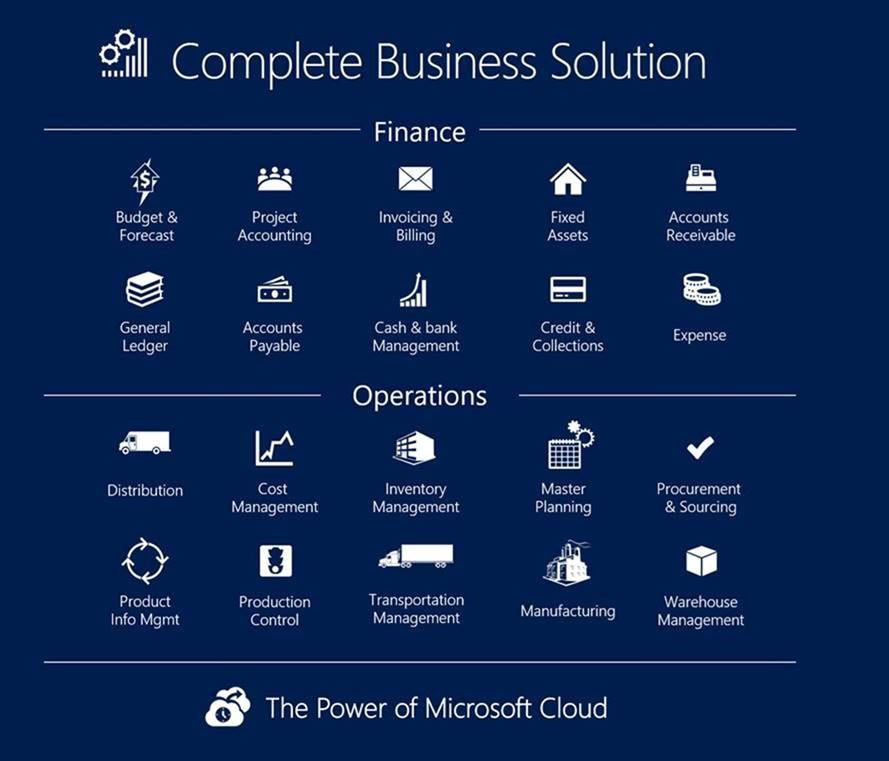 Complete Business Solution
Finance
Budget &
Forecast
Project
Accounting
Invoicing &
Billing
Fixed
Assets
Accounts
Receivable
General
Ledger
Accounts
Payable
Cash & bank
Management
Credit &
Collections
Expense
Operations
Distribution
Cost
Management
Inventory
Management
Master
Planning
Procurement
& Sourcing
Product
Info Mgmt
Production
Control
Transportation
Management
Manufacturing
Warehouse
Management
The Power of Microsoft Cloud